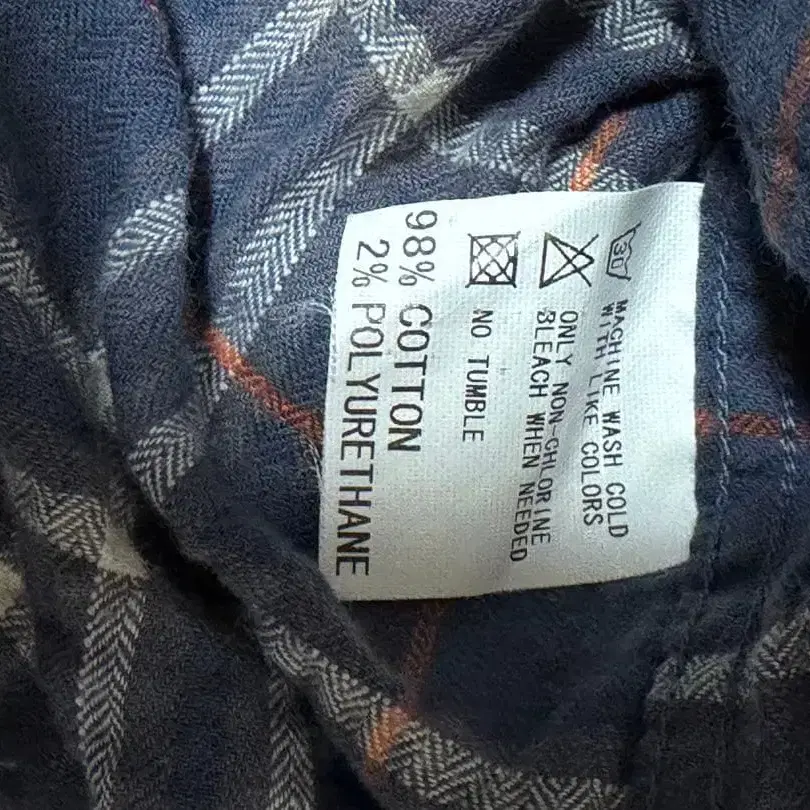 30
MACHINE WASH COLD
WITH LIKE COLORS
ONLY NON-CHLORINE
BLEACH WHEN NEEDED
NO TUMBLE
98% COTTON
2% POLYURETHANE